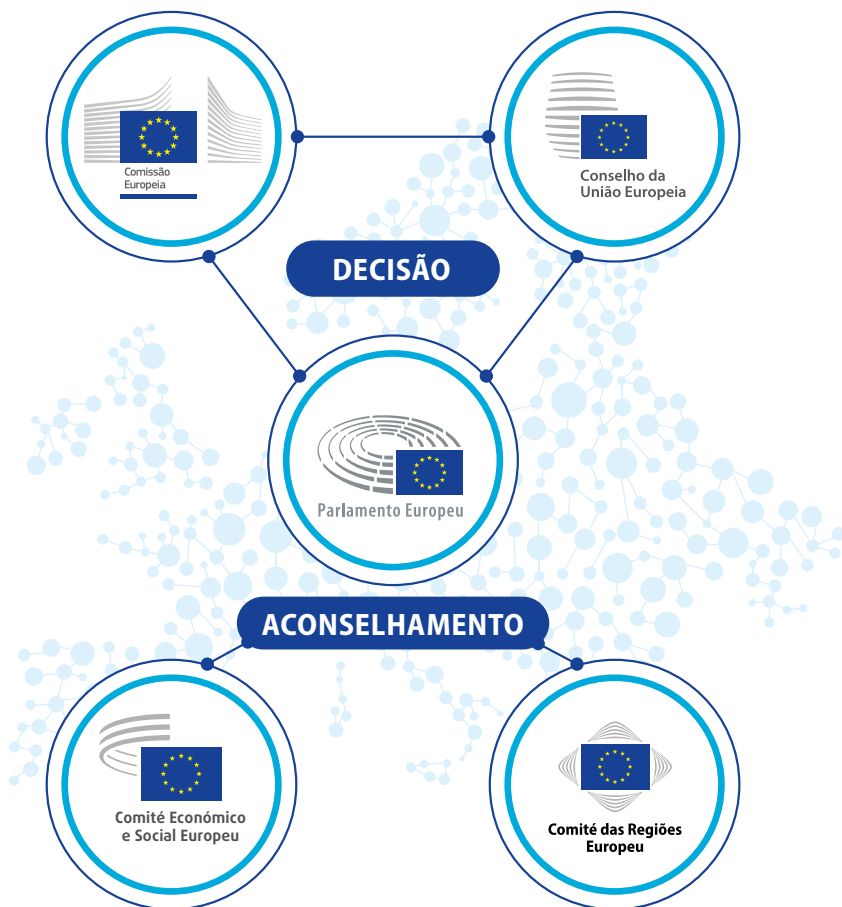 Comissão
Europeia
Conselho da
União Europeia
DECISÃO
Parlamento Europeu
ACONSELHAMENTO
Comité Económico
e Social Europeu
Comité das Regiões
Europeu